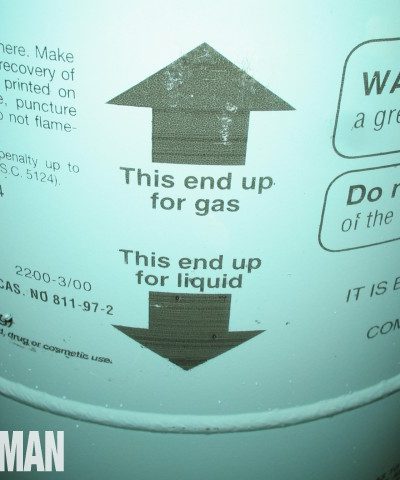 here. Make
recovery of
printed on
, puncture
o not flame-
penalty up to
S.C. 5124).
4
This end up
for gas
This end up
for liquid
2200-3/00
CAS. NO 811-97-2
, drug or cosmetic use.
WA
a gre
Do n
of the
IT IS E
COM
MAN